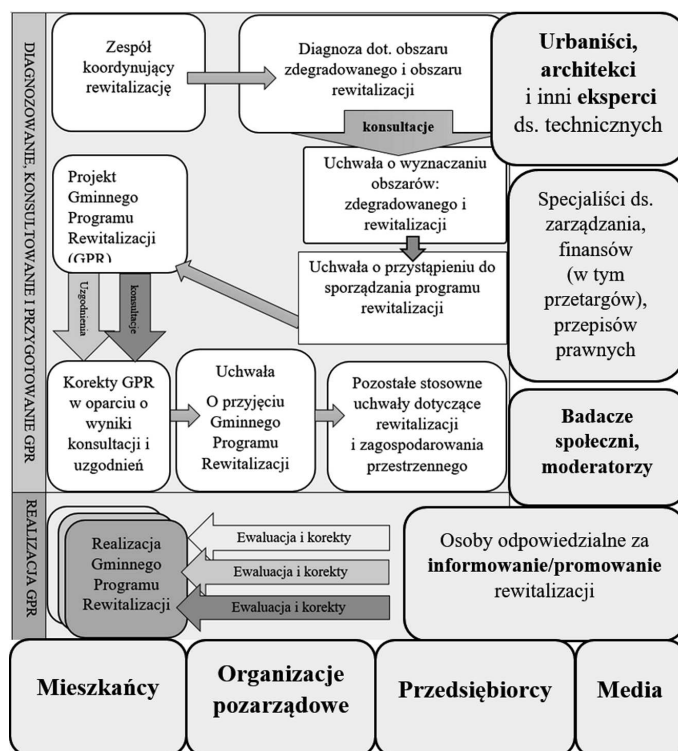 DIAGNOZOWANIE, KONSULTOWANIE I PRZYGOTOWANIE GPR
Zespół
koordynujący
rewitalizację
Diagnoza dot. obszaru
zdegradowanego i obszaru
rewitalizacji
konsultacje
Uchwała o wyznaczaniu
obszarów:
zdegradowanego i
rewitalizacji
Uchwała o przystąpieniu do
sporządzania programu
rewitalizacji
Projekt
Gminnego
Programu
Rewitalizacji
(GPR)
Uzgodnienia
konsultacje
Korekty GPR
w oparciu o
wyniki
konsultacji i
uzgodnień
Uchwała
O przyjęciu
Gminnego
Programu
Rewitalizacji
Pozostałe stosowne
uchwały dotyczące
rewitalizacji
i zagospodarowania
przestrzennego
Urbaniści,
architekci
i inni eksperci
ds. technicznych
Specjaliści ds.
zarządzania,
finansów
(w tym
przetargów),
przepisów
prawnych
Badacze
społeczni,
moderatorzy
REALIZACJA GPR
Realizacja
Gminnego
Programu
Rewitalizacji
Ewaluacja i korekty
Ewaluacja i korekty
Ewaluacja i korekty
Osoby odpowiedzialne za
informowanie/promowanie
rewitalizacji
Mieszkańcy
Organizacje
pozarządowe
Przedsiębiorcy
Media